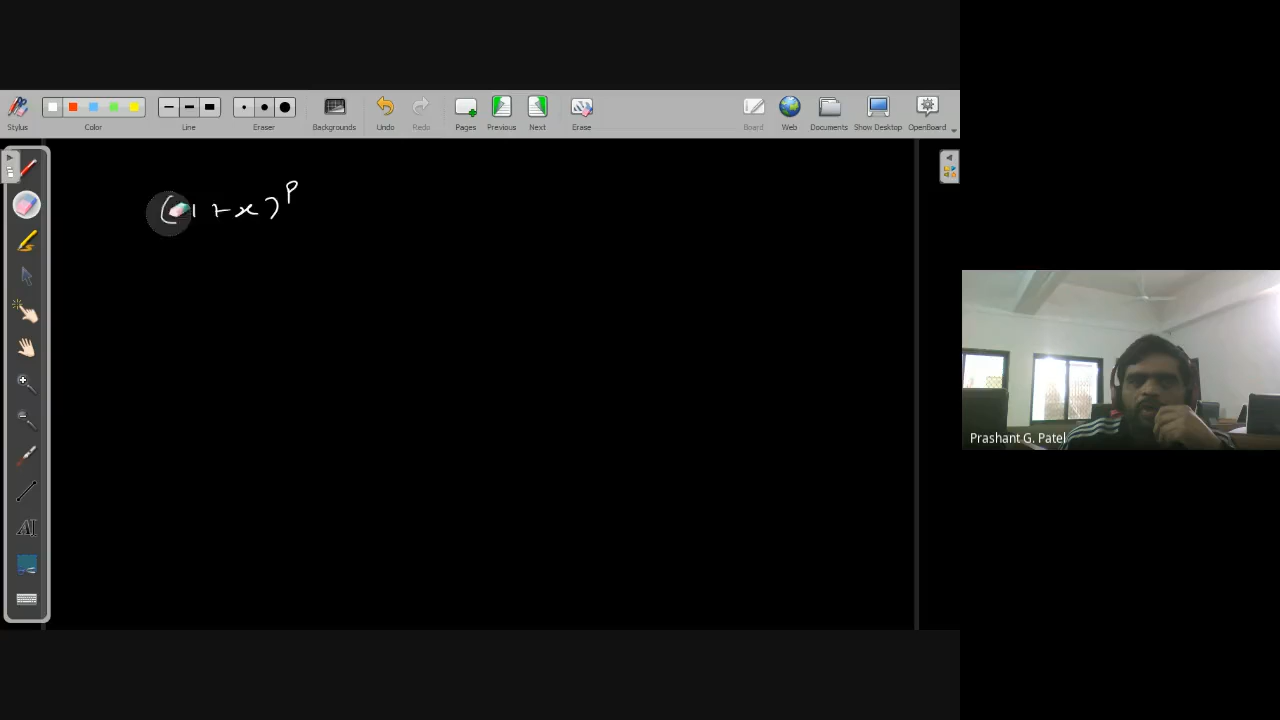 Stylus
Color
Line
Eraser
Backgrounds
Undo
Redo
Pages
Previous
Next
Erase
Board
Web
Documents
Show Desktop
OpenBoard
(1+x)^p
Prashant G. Patel